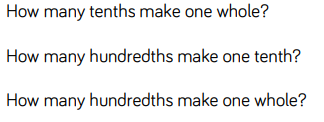 How many tenths make one whole?
How many hundredths make one tenth?
How many hundredths make one whole?